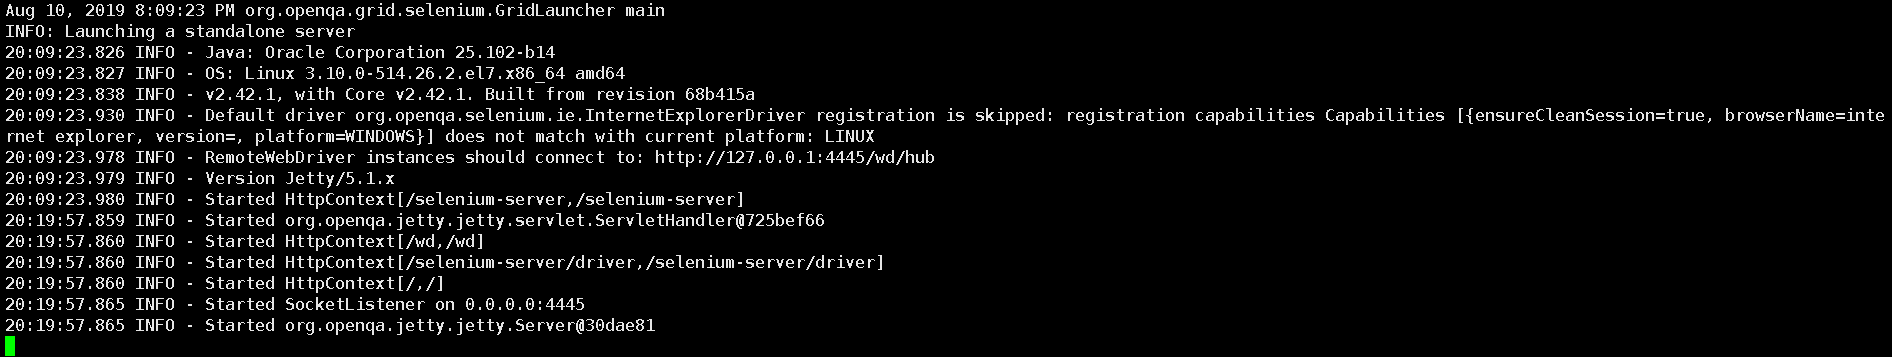 Aug 10, 2019 8:09:23 PM org.openqa.grid.selenium.GridLauncher main
INFO: Launching a standalone server
20:09:23.826 INFO - Java: Oracle Corporation 25.102-b14
20:09:23.827 INFO - OS: Linux 3.10.0-514.26.2.el7.x86_64 amd64
20:09:23.838 INFO - v2.42.1, with Core v2.42.1. Built from revision 68b415a
20:09:23.930 INFO - Default driver org.openqa.selenium.ie.InternetExplorerDriver registration is skipped: registration capabilities Capabilities [{ensureCleanSession=true, browserName=inte
rnet explorer, version=, platform=WINDOWS}] does not match with current platform: LINUX
20:09:23.978 INFO - RemoteWebDriver instances should connect to: http://127.0.0.1:4445/wd/hub
20:09:23.979 INFO - Version Jetty/5.1.x
20:09:23.980 INFO - Started HttpContext[/selenium-server,/selenium-server]
20:19:57.859 INFO - Started org.openqa.jetty.jetty.servlet.ServletHandler@725bef66
20:19:57.860 INFO - Started HttpContext[/wd,/wd]
20:19:57.860 INFO - Started HttpContext[/selenium-server/driver,/selenium-server/driver]
20:19:57.860 INFO - Started HttpContext[/,/]
20:19:57.865 INFO - Started SocketListener on 0.0.0.0:4445
20:19:57.865 INFO - Started org.openqa.jetty.jetty.Server@30dae81